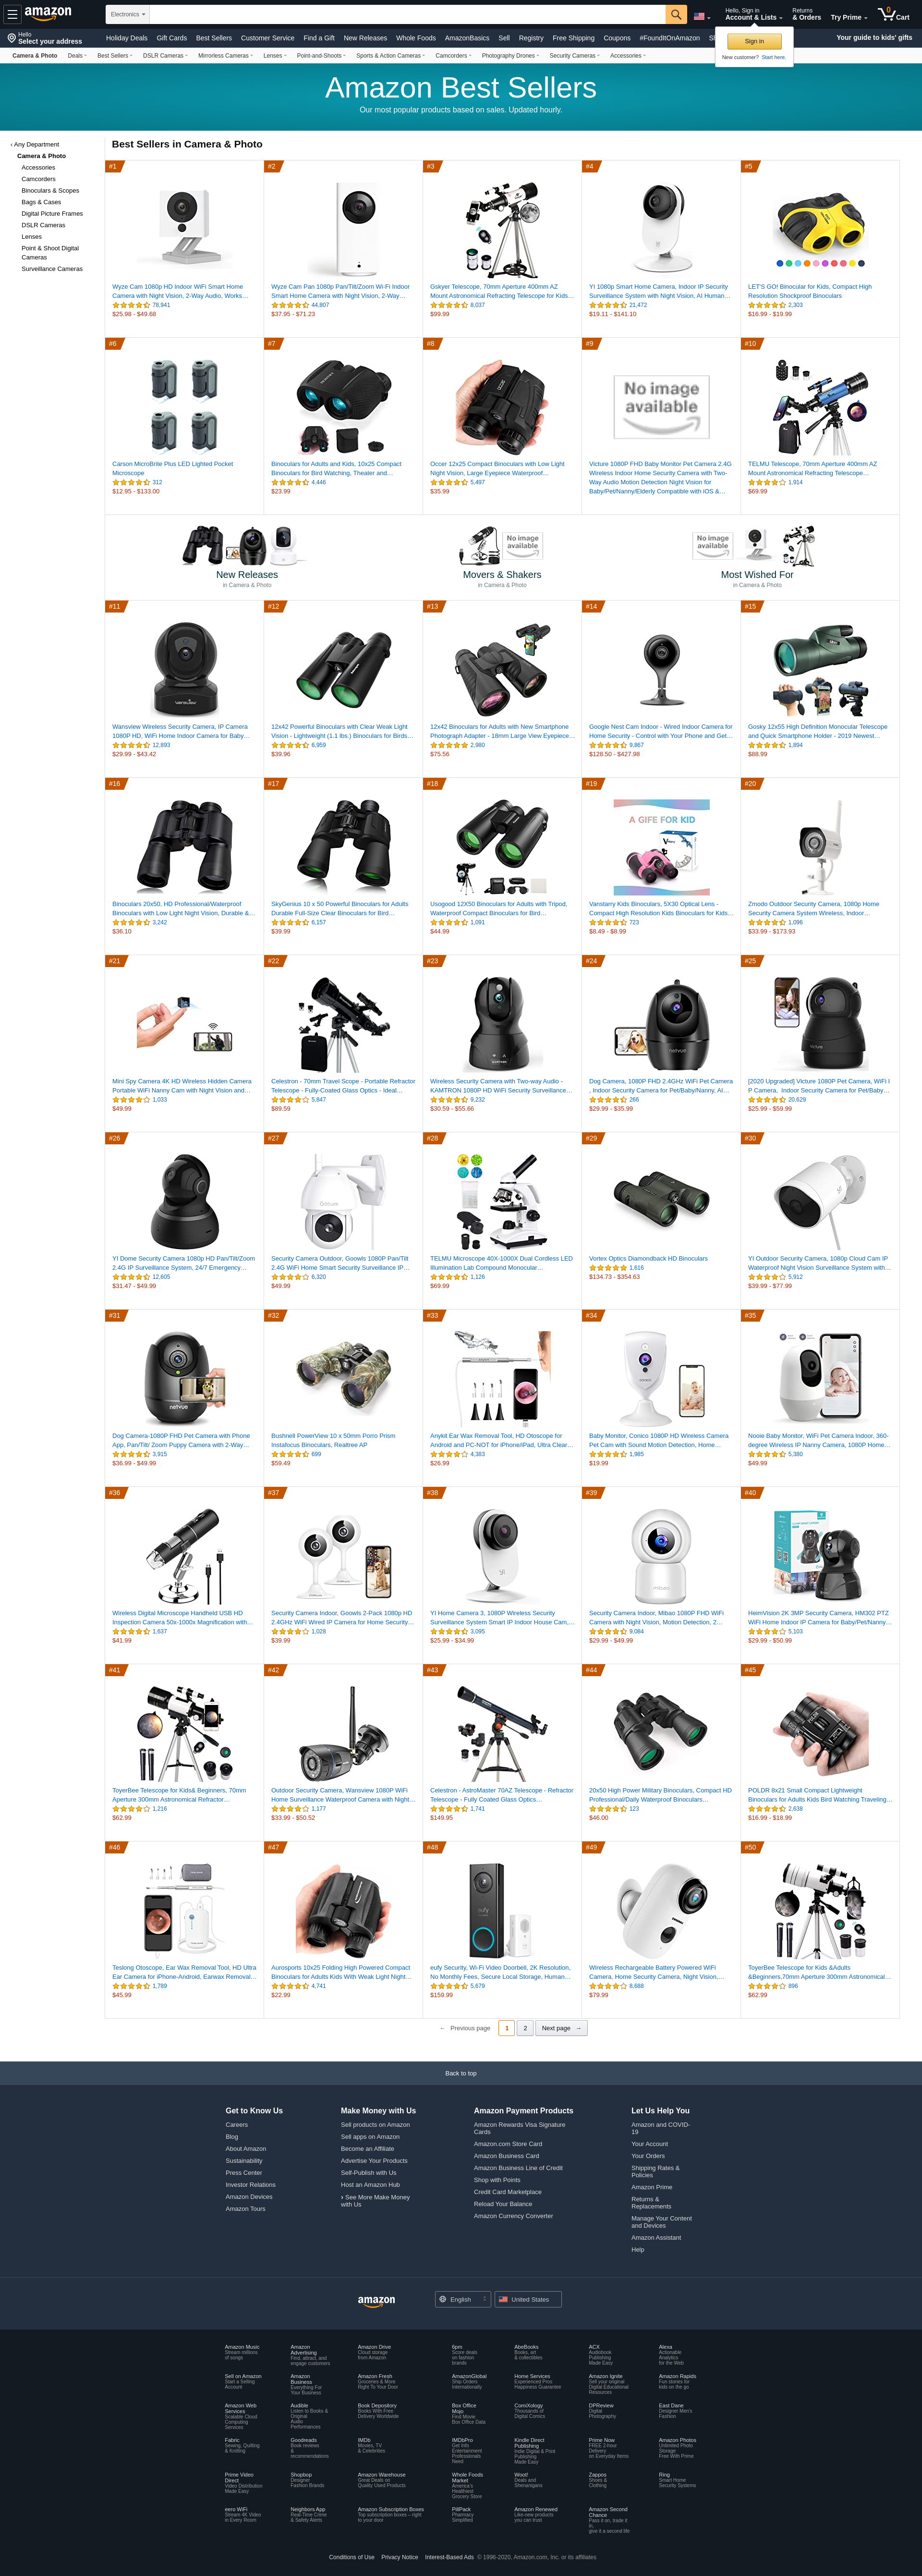 amazon
Electronics
Hello, Sign in
Account & Lists
Returns
& Orders
Try Prime
0
Cart
Hello
Select your address
Holiday Deals Gift Cards Best Sellers Customer Service Find a Gift New Releases Whole Foods AmazonBasics Sell Registry Free Shipping Coupons #FoundItOnAmazon
Your guide to kids' gifts
Sign in
New customer? Start here.
Camera & Photo Deals Best Sellers DSLR Cameras Mirrorless Cameras Lenses Point-and-Shoots Sports & Action Cameras Camcorders Photography Drones Security Cameras Accessories
Amazon Best Sellers
Our most popular products based on sales. Updated hourly.
‹ Any Department
Camera & Photo
Accessories
Camcorders
Binoculars & Scopes
Bags & Cases
Digital Picture Frames
DSLR Cameras
Lenses
Point & Shoot Digital
Cameras
Surveillance Cameras
Best Sellers in Camera & Photo
#1
Wyze Cam 1080p HD Indoor WiFi Smart Home
Camera with Night Vision, 2-Way Audio, Works…
78,941
$25.98 - $49.68
#2
Wyze Cam Pan 1080p Pan/Tilt/Zoom Wi-Fi Indoor
Smart Home Camera with Night Vision, 2-Way…
44,807
$37.95 - $71.23
#3
Gskyer Telescope, 70mm Aperture 400mm AZ
Mount Astronomical Refracting Telescope for Kids…
8,037
$99.99
#4
YI 1080p Smart Home Camera, Indoor IP Security
Surveillance System with Night Vision, AI Human…
21,472
$19.11 - $141.10
#5
LET'S GO! Binocular for Kids, Compact High
Resolution Shockproof Binoculars
2,303
$16.99 - $19.99
#6
Carson MicroBrite Plus LED Lighted Pocket
Microscope
312
$12.95 - $133.00
#7
Binoculars for Adults and Kids, 10x25 Compact
Binoculars for Bird Watching, Theater and…
4,446
$23.99
#8
Occer 12x25 Compact Binoculars with Low Light
Night Vision, Large Eyepiece Waterproof…
5,497
$35.99
#9
No image
available
Victure 1080P FHD Baby Monitor Pet Camera 2.4G
Wireless Indoor Home Security Camera with Two-
Way Audio Motion Detection Night Vision for
Baby/Pet/Nanny/Elderly Compatible with iOS &…
#10
TELMU Telescope, 70mm Aperture 400mm AZ
Mount Astronomical Refracting Telescope…
1,914
$69.99
New Releases
in Camera & Photo
No image
available
Movers & Shakers
in Camera & Photo
No image
available
Most Wished For
in Camera & Photo
#11
Wansview Wireless Security Camera, IP Camera
1080P HD, WiFi Home Indoor Camera for Baby…
12,893
$29.99 - $43.42
#12
12x42 Powerful Binoculars with Clear Weak Light
Vision - Lightweight (1.1 lbs.) Binoculars for Birds…
6,959
$39.96
#13
12x42 Binoculars for Adults with New Smartphone
Photograph Adapter - 18mm Large View Eyepiece…
2,980
$75.56
#14
Google Nest Cam Indoor - Wired Indoor Camera for
Home Security - Control with Your Phone and Get…
9,867
$128.50 - $427.98
#15
Gosky 12x55 High Definition Monocular Telescope
and Quick Smartphone Holder - 2019 Newest…
1,894
$88.99
#16
Binoculars 20x50, HD Professional/Waterproof
Binoculars with Low Light Night Vision, Durable &…
3,242
$36.10
#17
SkyGenius 10 x 50 Powerful Binoculars for Adults
Durable Full-Size Clear Binoculars for Bird…
6,157
$39.99
#18
Usogood 12X50 Binoculars for Adults with Tripod,
Waterproof Compact Binoculars for Bird…
1,091
$44.99
#19
A GIFE FOR KID
Vanstarry Kids Binoculars, 5X30 Optical Lens -
Compact High Resolution Kids Binoculars for Kids…
723
$8.49 - $8.99
#20
Zmodo Outdoor Security Camera, 1080p Home
Security Camera System Wireless, Indoor…
1,096
$33.99 - $173.93
#21
Mini Spy Camera 4K HD Wireless Hidden Camera
Portable WiFi Nanny Cam with Night Vision and…
1,033
$49.99
#22
Celestron - 70mm Travel Scope - Portable Refractor
Telescope - Fully-Coated Glass Optics - Ideal…
5,847
$89.59
#23
Wireless Security Camera with Two-way Audio -
KAMTRON 1080P HD WiFi Security Surveillance…
9,232
$30.59 - $55.66
#24
netvue
Dog Camera, 1080P FHD 2.4GHz WiFi Pet Camera
, Indoor Security Camera for Pet/Baby/Nanny, AI…
266
$29.99 - $35.99
#25
[2020 Upgraded] Victure 1080P Pet Camera, WiFi I
P Camera, Indoor Security Camera for Pet/Baby…
20,629
$25.99 - $59.99
#26
YI Dome Security Camera 1080p HD Pan/Tilt/Zoom
2.4G IP Surveillance System, 24/7 Emergency…
12,605
$31.47 - $49.99
#27
Security Camera Outdoor, Goowls 1080P Pan/Tilt
2.4G WiFi Home Smart Security Surveillance IP…
6,320
$49.99
#28
TELMU Microscope 40X-1000X Dual Cordless LED
Illumination Lab Compound Monocular…
1,126
$69.99
#29
Vortex Optics Diamondback HD Binoculars
1,616
$134.73 - $354.63
#30
YI Outdoor Security Camera, 1080p Cloud Cam IP
Waterproof Night Vision Surveillance System with…
5,912
$39.99 - $77.99
#31
netvue
Dog Camera-1080P FHD Pet Camera with Phone
App, Pan/Tilt/ Zoom Puppy Camera with 2-Way…
3,915
$36.99 - $49.99
#32
Bushnell PowerView 10 x 50mm Porro Prism
Instafocus Binoculars, Realtree AP
699
$59.49
#33
Anykit Ear Wax Removal Tool, HD Otoscope for
Android and PC-NOT for iPhone/iPad, Ultra Clear…
4,383
$26.99
#34
Baby Monitor, Conico 1080P HD Wireless Camera
Pet Cam with Sound Motion Detection, Home…
1,985
$19.99
#35
Nooie Baby Monitor, WiFi Pet Camera Indoor, 360-
degree Wireless IP Nanny Camera, 1080P Home…
5,380
$49.99
#36
Wireless Digital Microscope Handheld USB HD
Inspection Camera 50x-1000x Magnification with…
1,637
$41.99
#37
Security Camera Indoor, Goowls 2-Pack 1080p HD
2.4GHz WiFi Wired IP Camera for Home Security…
1,028
$39.99
#38
YI Home Camera 3, 1080P Wireless Security
Surveillance System Smart IP Indoor House Cam,…
3,095
$25.99 - $34.99
#39
Security Camera Indoor, Mibao 1080P FHD WiFi
Camera with Night Vision, Motion Detection, 2…
9,084
$29.99 - $49.99
#40
HeimVision 2K 3MP Security Camera, HM302 PTZ
WiFi Home Indoor IP Camera for Baby/Pet/Nanny…
5,103
$29.99 - $50.99
#41
ToyerBee Telescope for Kids& Beginners, 70mm
Aperture 300mm Astronomical Refractor…
1,216
$62.99
#42
Outdoor Security Camera, Wansview 1080P WiFi
Home Surveillance Waterproof Camera with Night…
1,177
$33.99 - $50.52
#43
Celestron - AstroMaster 70AZ Telescope - Refractor
Telescope - Fully Coated Glass Optics…
1,741
$149.95
#44
20x50 High Power Military Binoculars, Compact HD
Professional/Daily Waterproof Binoculars…
123
$46.00
#45
POLDR 8x21 Small Compact Lightweight
Binoculars for Adults Kids Bird Watching Traveling…
2,638
$16.99 - $18.99
#46
Teslong Otoscope, Ear Wax Removal Tool, HD Ultra
Ear Camera for iPhone-Android, Earwax Removal…
1,789
$45.99
#47
Aurosports 10x25 Folding High Powered Compact
Binoculars for Adults Kids With Weak Light Night…
4,741
$22.99
#48
eufy Security, Wi-Fi Video Doorbell, 2K Resolution,
No Monthly Fees, Secure Local Storage, Human…
5,679
$159.99
#49
Wireless Rechargeable Battery Powered WiFi
Camera, Home Security Camera, Night Vision,…
8,688
$79.99
#50
ToyerBee Telescope for Kids &Adults
&Beginners,70mm Aperture 300mm Astronomical…
896
$62.99
← Previous page 1 2 Next page →
Back to top
Get to Know Us
Careers
Blog
About Amazon
Sustainability
Press Center
Investor Relations
Amazon Devices
Amazon Tours
Make Money with Us
Sell products on Amazon
Sell apps on Amazon
Become an Affiliate
Advertise Your Products
Self-Publish with Us
Host an Amazon Hub
› See More Make Money
with Us
Amazon Payment Products
Amazon Rewards Visa Signature
Cards
Amazon.com Store Card
Amazon Business Card
Amazon Business Line of Credit
Shop with Points
Credit Card Marketplace
Reload Your Balance
Amazon Currency Converter
Let Us Help You
Amazon and COVID-
19
Your Account
Your Orders
Shipping Rates &
Policies
Amazon Prime
Returns &
Replacements
Manage Your Content
and Devices
Amazon Assistant
Help
amazon
English
United States
Amazon Music
Stream millions
of songs
Amazon
Advertising
Find, attract, and
engage customers
Amazon Drive
Cloud storage
from Amazon
6pm
Score deals
on fashion
brands
AbeBooks
Books, art
& collectibles
ACX
Audiobook
Publishing
Made Easy
Alexa
Actionable
Analytics
for the Web
Sell on Amazon
Start a Selling
Account
Amazon
Business
Everything For
Your Business
Amazon Fresh
Groceries & More
Right To Your Door
AmazonGlobal
Ship Orders
Internationally
Home Services
Experienced Pros
Happiness Guarantee
Amazon Ignite
Sell your original
Digital Educational
Resources
Amazon Rapids
Fun stories for
kids on the go
Amazon Web
Services
Scalable Cloud
Computing
Services
Audible
Listen to Books &
Original
Audio
Performances
Book Depository
Books With Free
Delivery Worldwide
Box Office
Mojo
Find Movie
Box Office Data
ComiXology
Thousands of
Digital Comics
DPReview
Digital
Photography
East Dane
Designer Men's
Fashion
Fabric
Sewing, Quilting
& Knitting
Goodreads
Book reviews
&
recommendations
IMDb
Movies, TV
& Celebrities
IMDbPro
Get Info
Entertainment
Professionals
Need
Kindle Direct
Publishing
Indie Digital & Print
Publishing
Made Easy
Prime Now
FREE 2-hour
Delivery
on Everyday Items
Amazon Photos
Unlimited Photo
Storage
Free With Prime
Prime Video
Direct
Video Distribution
Made Easy
Shopbop
Designer
Fashion Brands
Amazon Warehouse
Great Deals on
Quality Used Products
Whole Foods
Market
America's
Healthiest
Grocery Store
Woot!
Deals and
Shenanigans
Zappos
Shoes &
Clothing
Ring
Smart Home
Security Systems
eero WiFi
Stream 4K Video
in Every Room
Neighbors App
Real-Time Crime
& Safety Alerts
Amazon Subscription Boxes
Top subscription boxes – right
to your door
PillPack
Pharmacy
Simplified
Amazon Renewed
Like-new products
you can trust
Amazon Second
Chance
Pass it on, trade it
in,
give it a second life
Conditions of Use Privacy Notice Interest-Based Ads © 1996-2020, Amazon.com, Inc. or its affiliates